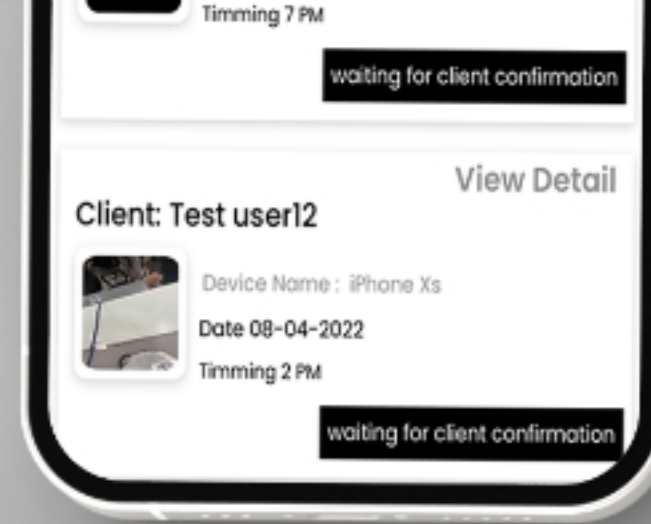 Timming 7 PM
waiting for client confirmation
View Detail
Client: Test user12
Device Name : iPhone Xs
Date 08-04-2022
Timming 2 PM
waiting for client confirmation